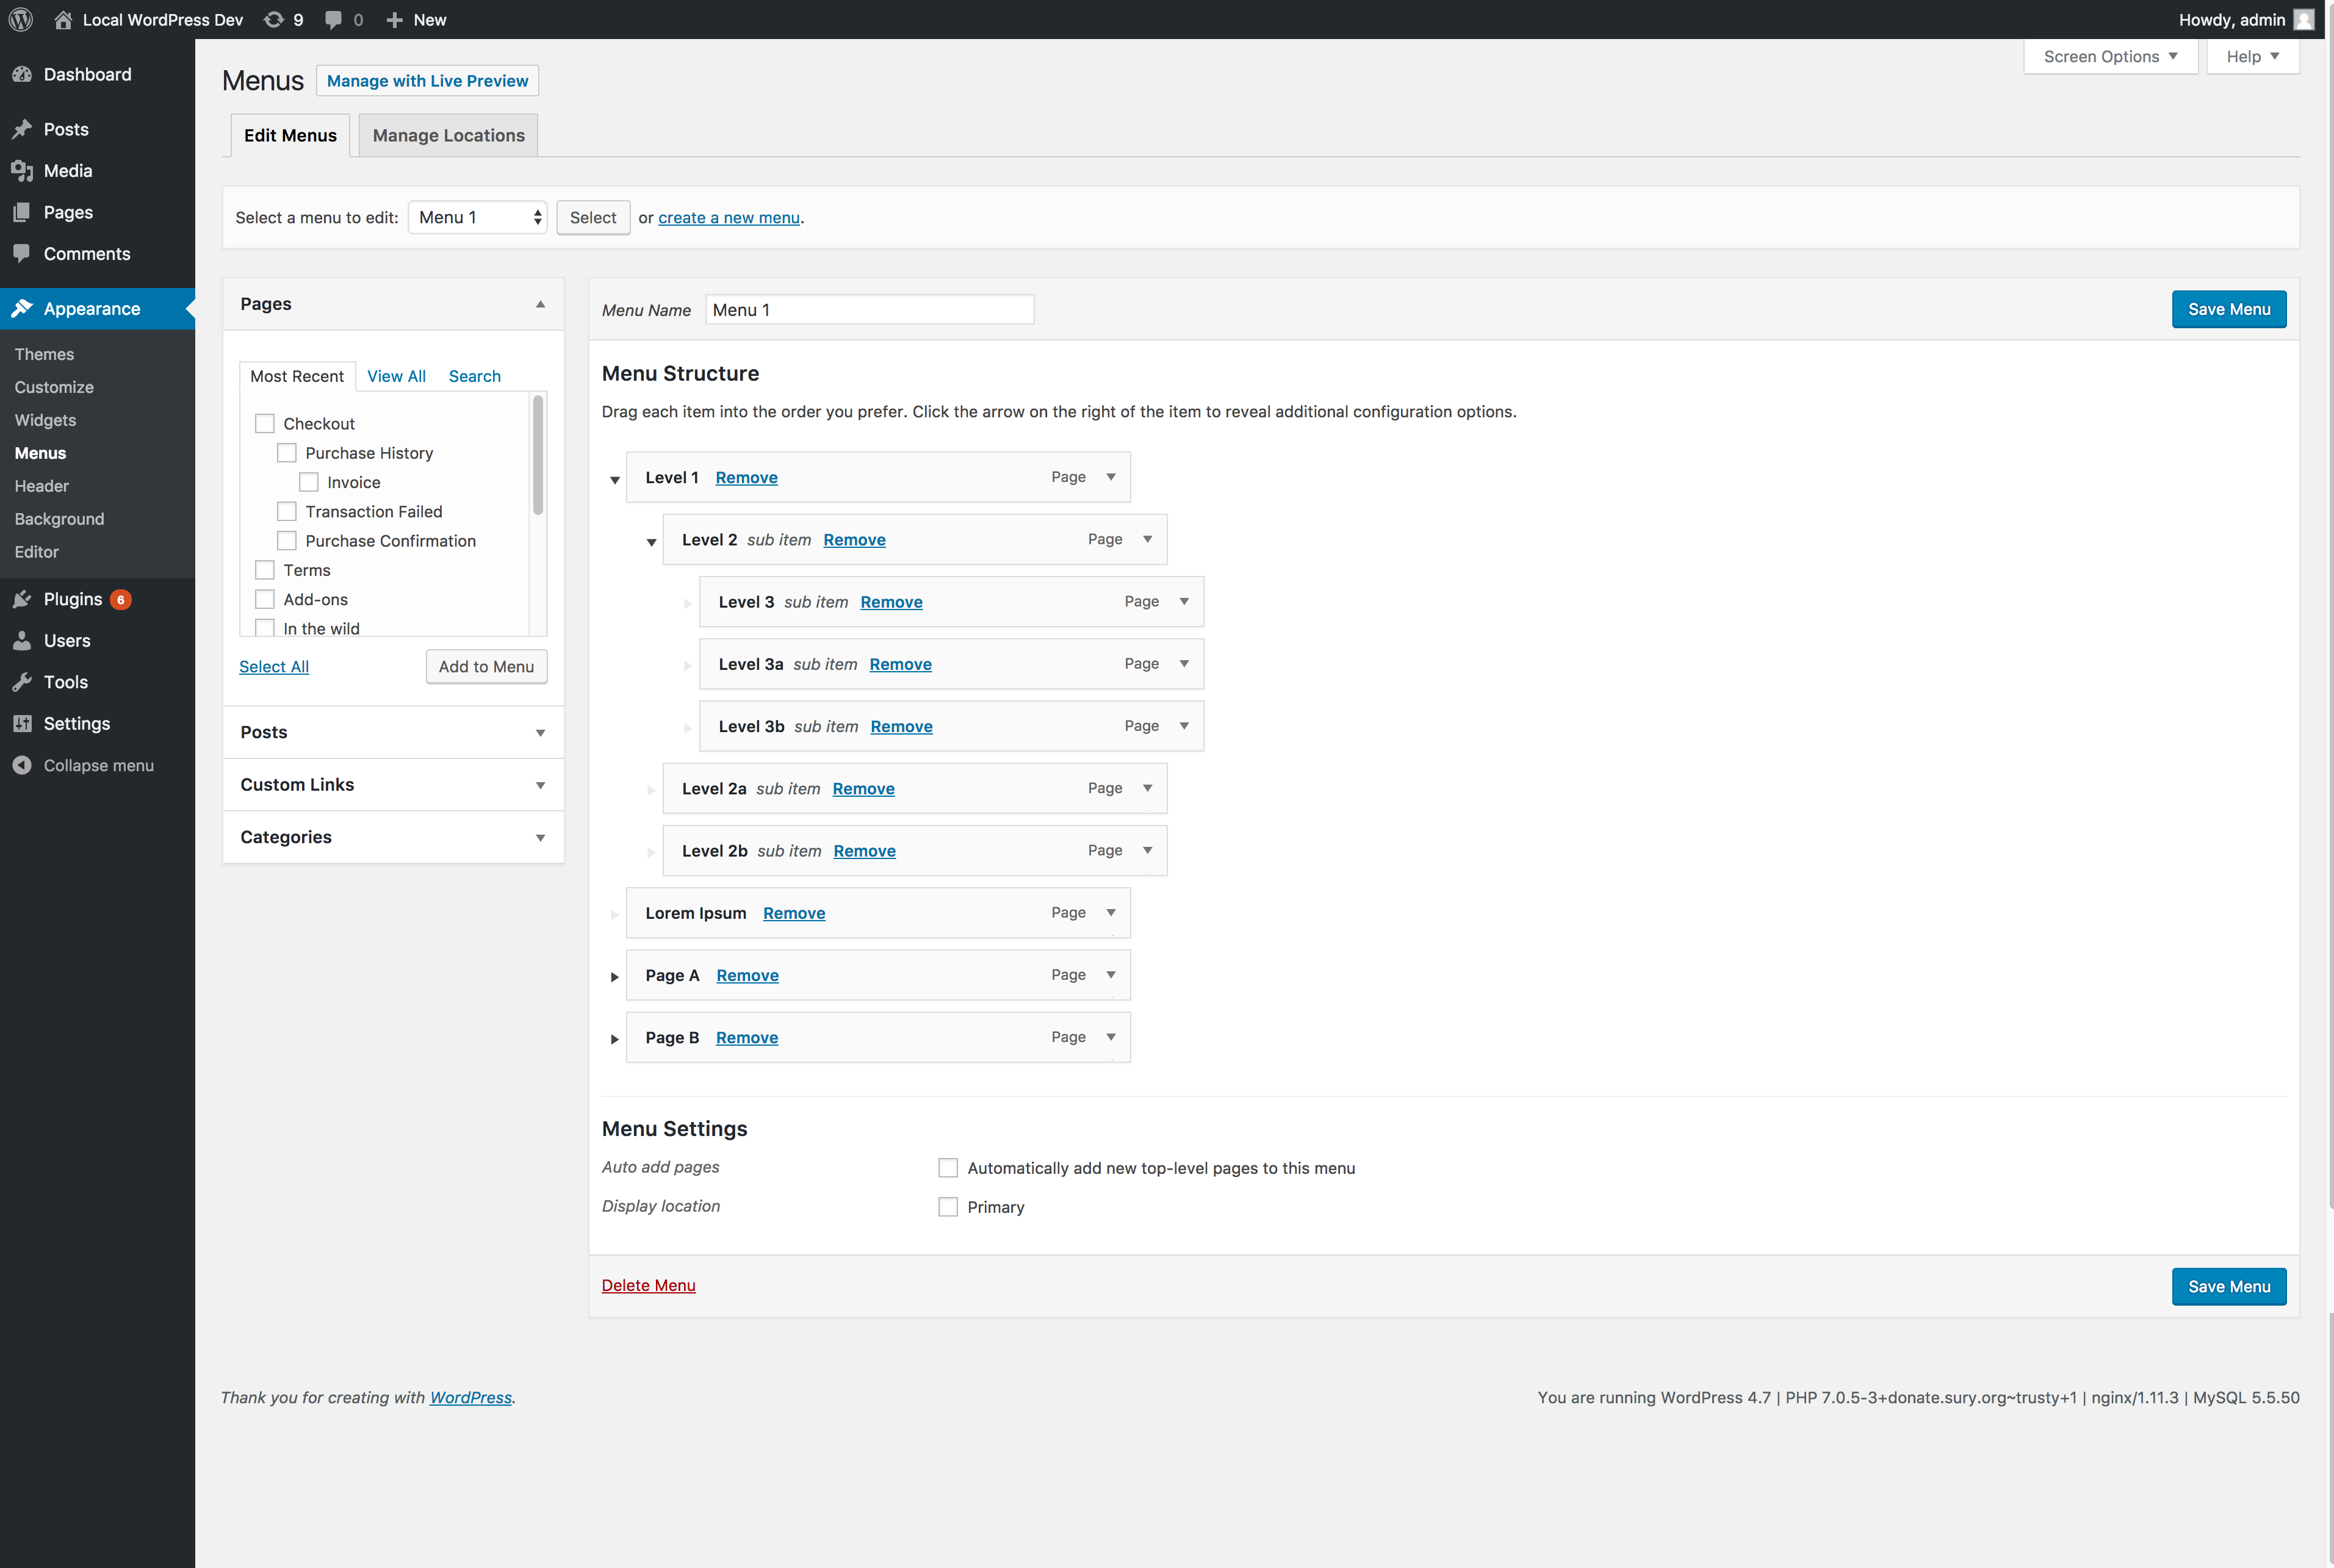 Local WordPress Dev 9 0 New Howdy, admin
Screen Options Help
Dashboard
Posts
Media
Pages
Comments
Appearance
Themes
Customize
Widgets
Menus
Header
Background
Editor
Plugins 6
Users
Tools
Settings
Collapse menu
Menus Manage with Live Preview
Edit Menus Manage Locations
Select a menu to edit: Menu 1 Select or create a new menu.
Pages
Most Recent View All Search
Checkout
Purchase History
Invoice
Transaction Failed
Purchase Confirmation
Terms
Add-ons
In the wild
Select All Add to Menu
Posts
Custom Links
Categories
Menu Name Menu 1 Save Menu
Menu Structure
Drag each item into the order you prefer. Click the arrow on the right of the item to reveal additional configuration options.
Level 1 Remove Page
Level 2 sub item Remove Page
Level 3 sub item Remove Page
Level 3a sub item Remove Page
Level 3b sub item Remove Page
Level 2a sub item Remove Page
Level 2b sub item Remove Page
Lorem Ipsum Remove Page
Page A Remove Page
Page B Remove Page
Menu Settings
Auto add pages Automatically add new top-level pages to this menu
Display location Primary
Delete Menu Save Menu
Thank you for creating with WordPress. You are running WordPress 4.7 | PHP 7.0.5-3+donate.sury.org~trusty+1 | nginx/1.11.3 | MySQL 5.5.50